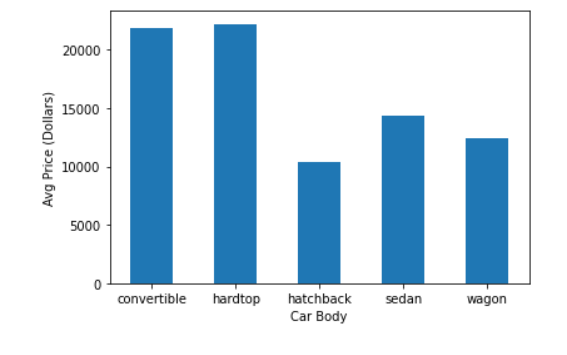 20000
15000
10000
5000
0
Avg Price (Dollars)
convertible hardtop hatchback sedan wagon
Car Body